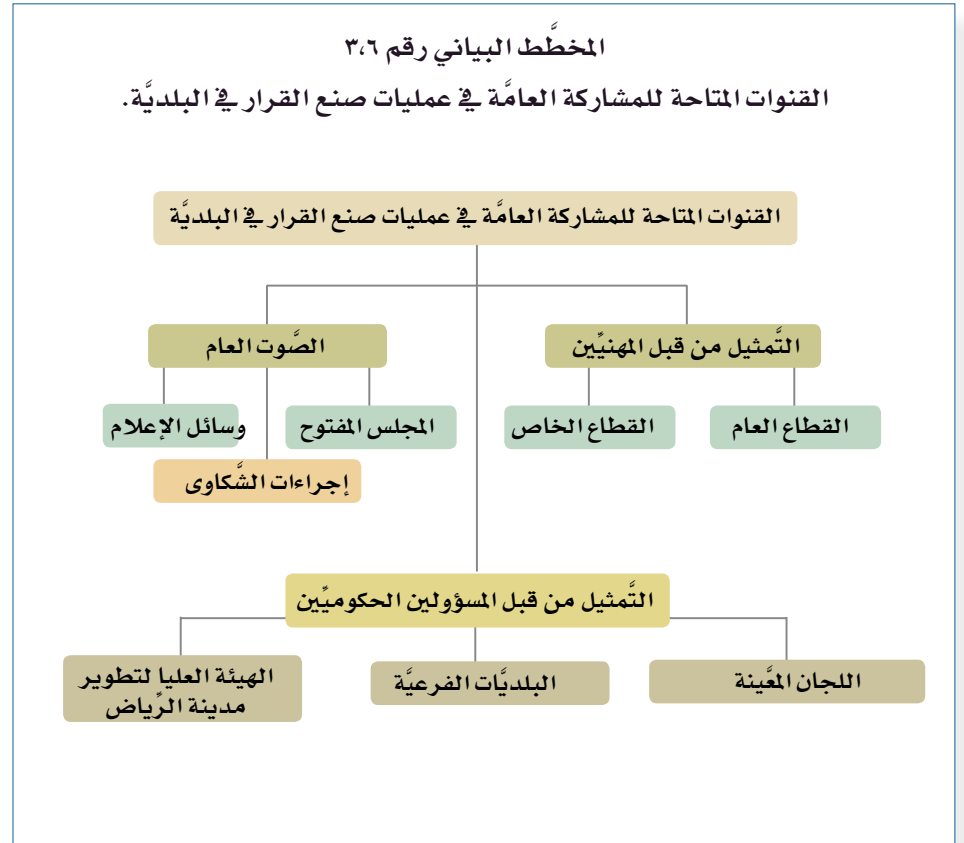 المخطَّط البياني رقم ٣،٦
القنوات المتاحة للمشاركة العامَّة في عمليات صنع القرار في البلديَّة.
القنوات المتاحة للمشاركة العامَّة في عمليات صنع القرار في البلديَّة
التَّمثيل من قبل المهنيِّين
الصَّوت العام
القطاع العام
القطاع الخاص
المجلس المفتوح
وسائل الإعلام
إجراءات الشَّكاوى
التَّمثيل من قبل المسؤولين الحكوميِّين
اللجان المعَّينة
البلديَّات الفرعيَّة
الهيئة العليا لتطوير
مدينة الرِّياض